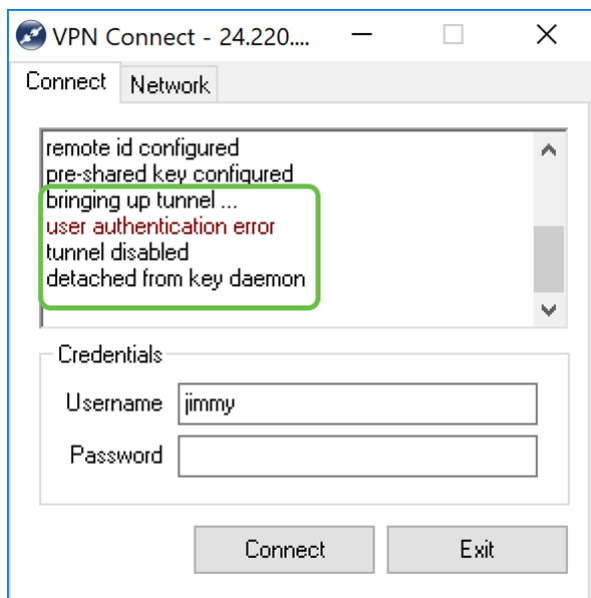 VPN Connect - 24.220....
Connect
Network
remote id configured
pre-shared key configured
bringing up tunnel ...
user authentication error
tunnel disabled
detached from key daemon
Credentials
Username jimmy
Password
Connect Exit